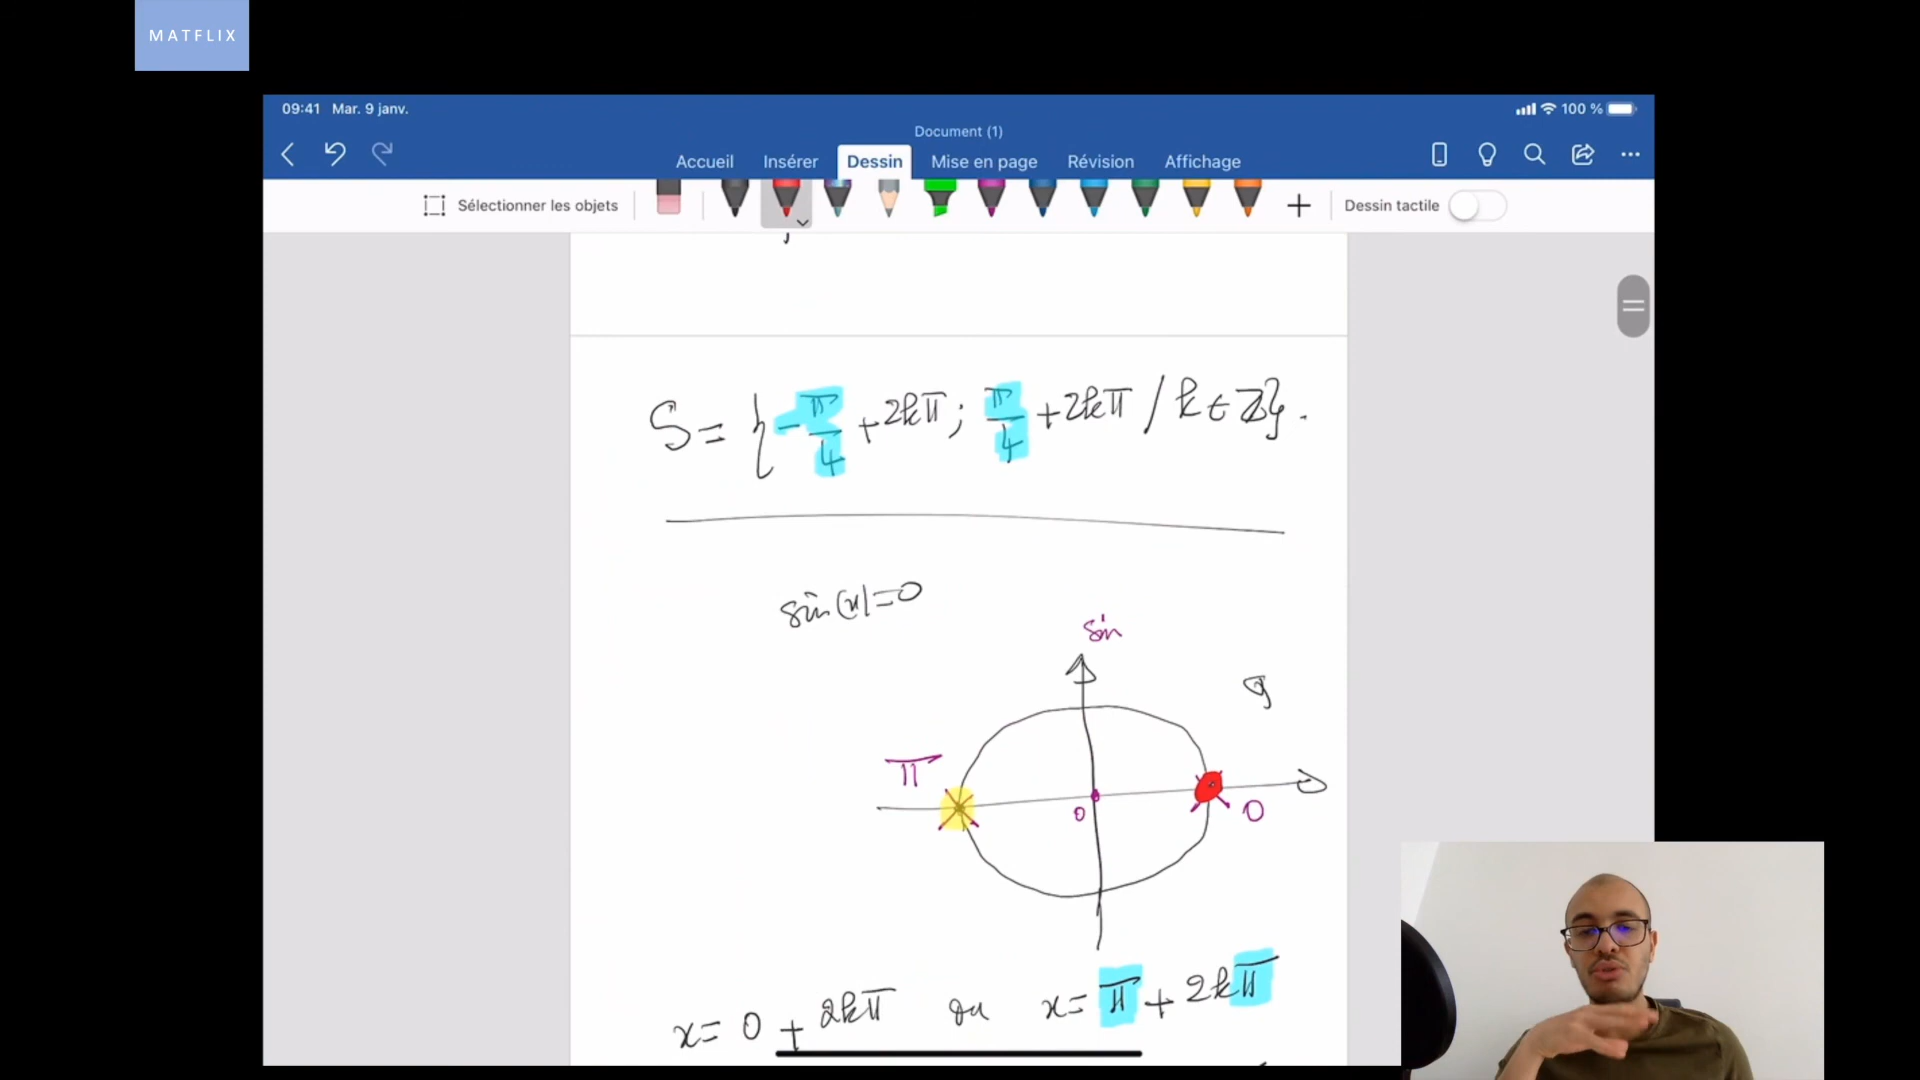 MATFLIX
09:41 Mar. 9 janv.
100 %
Document (1)
Accueil Insérer Dessin Mise en page Révision Affichage
Sélectionner les objets
Dessin tactile
S = {-π/4 + 2kπ; π/4 + 2kπ / k ∈ ℤ}.
sin(x)=0
sin
π
0
0
x = 0 + 2kπ ou x = π + 2kπ